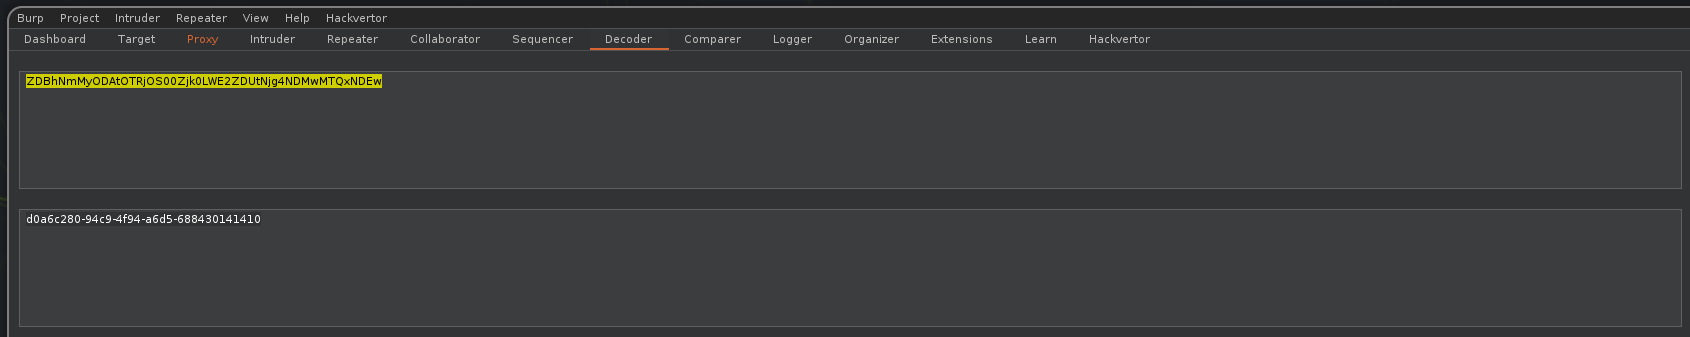 Burp Project Intruder Repeater View Help Hackvertor
Dashboard Target Proxy Intruder Repeater Collaborator Sequencer Decoder Comparer Logger Organizer Extensions Learn Hackvertor
ZDBhNmMyODAtOTRjOS00Zjk0LWE2ZDUtNjg4NDMwMTQxNDEw
d0a6c280-94c9-4f94-a6d5-688430141410